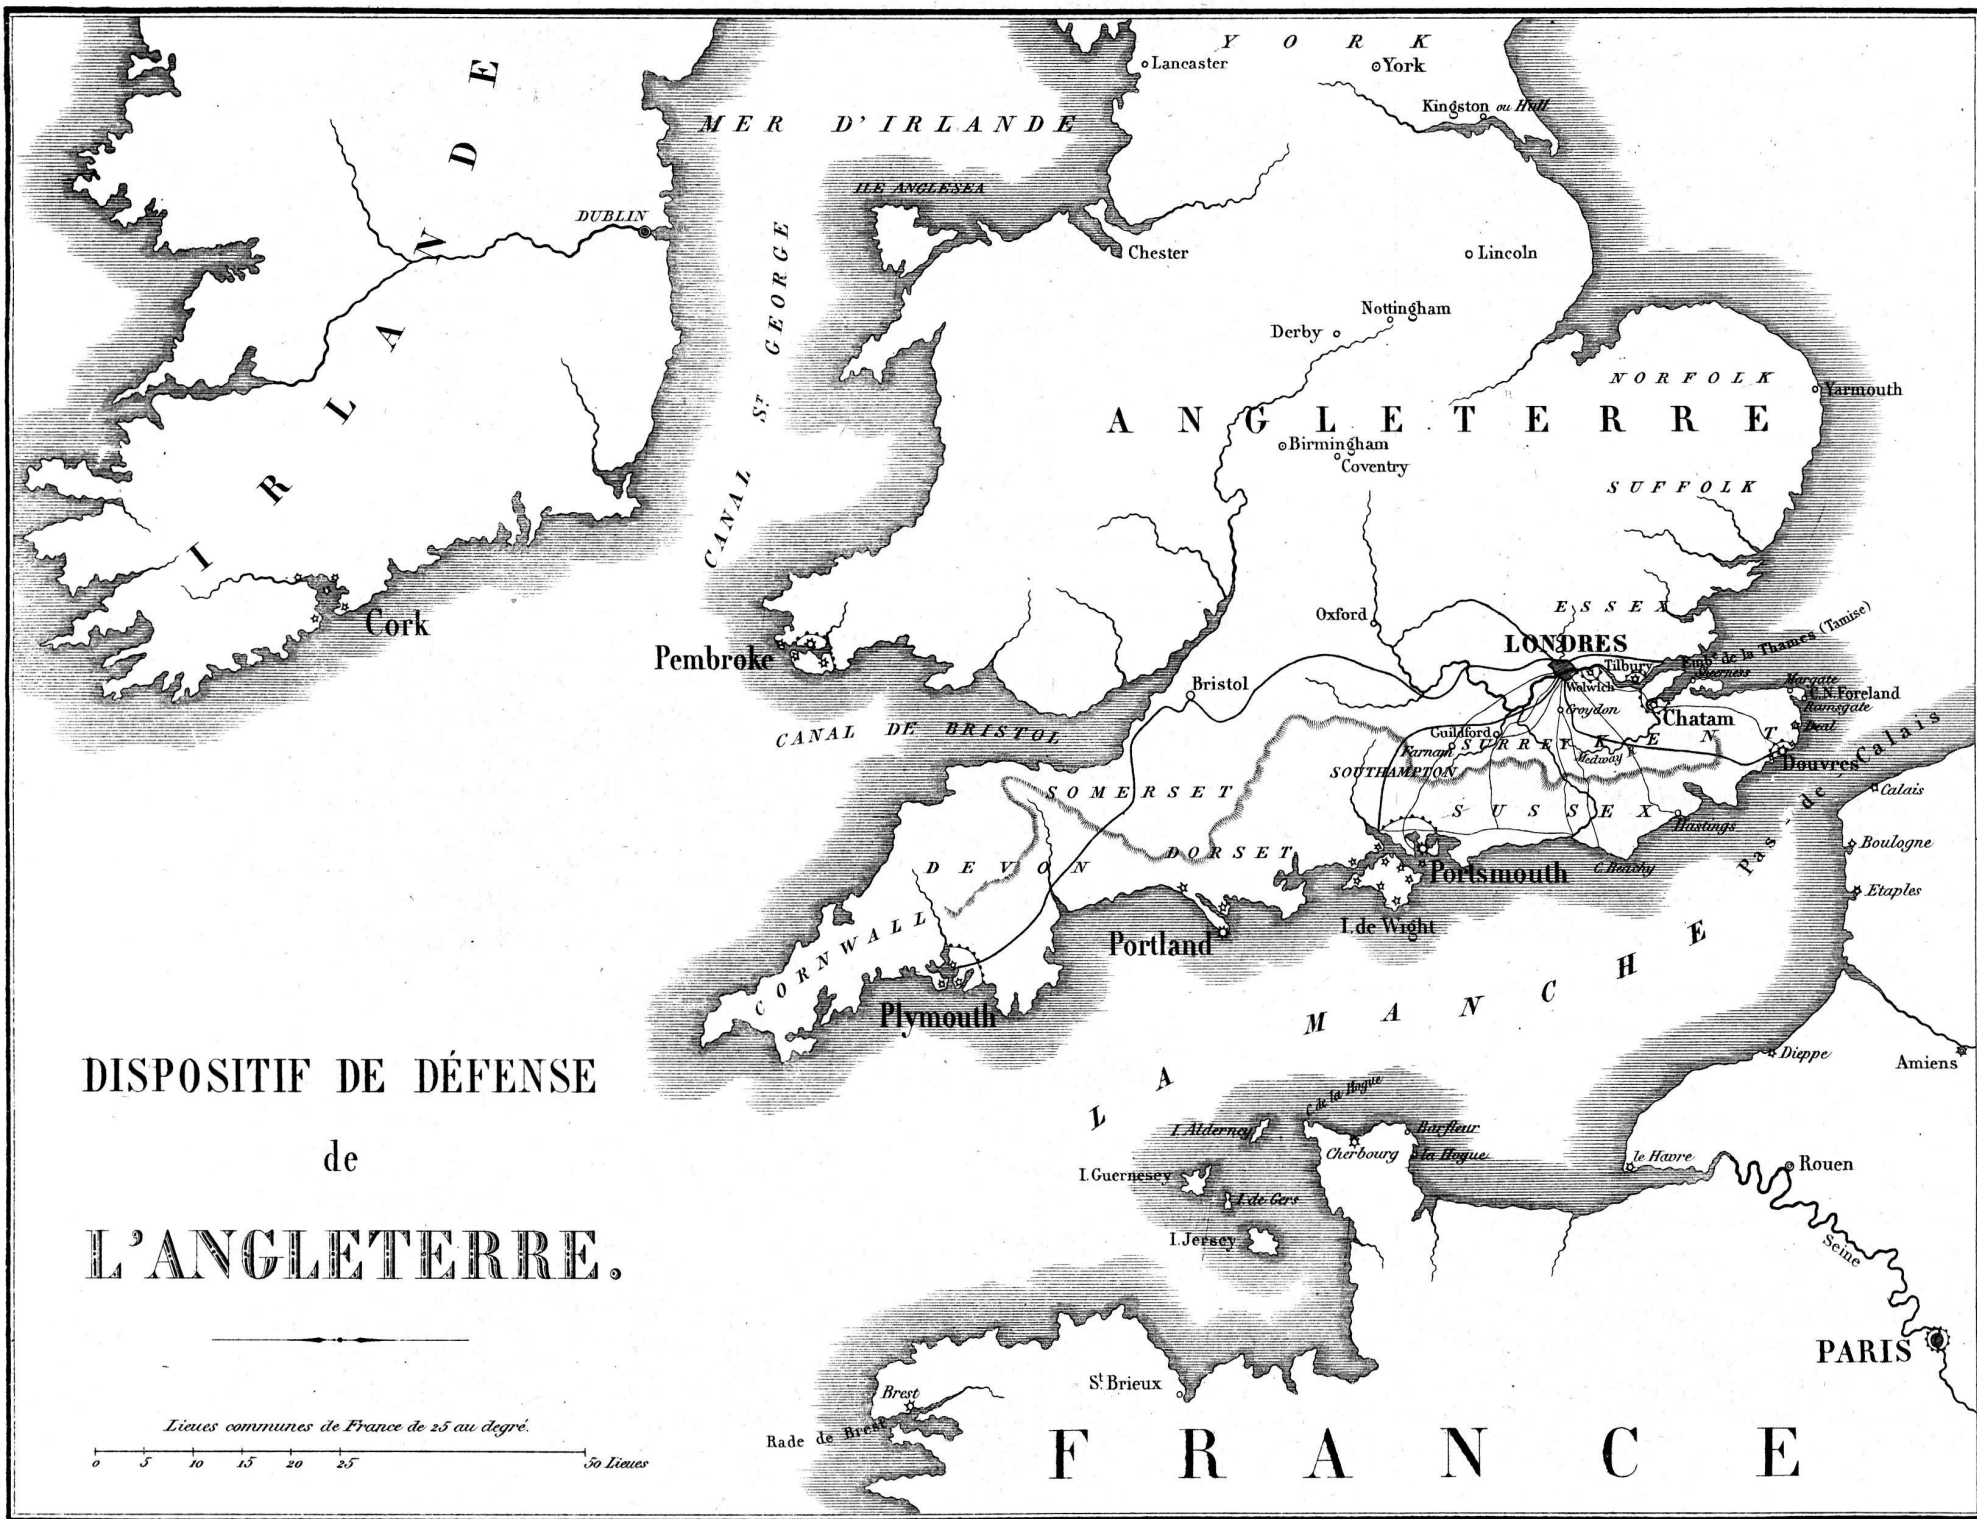 YORK
Lancaster
York
Kingston ou Hull
MER D'IRLANDE
ILE ANGLESEA
DUBLIN
IRLANDE
CANAL St. GEORGE
Chester
Lincoln
Nottingham
Derby
NORFOLK
Yarmouth
ANGLETERRE
Birmingham
Coventry
SUFFOLK
Cork
Pembroke
Oxford
ESSEX
LONDRES
Embre de la Thames (Tamise)
Tilbury
Sheerness
Wolwich
Margate
C. N. Foreland
Ramsgate
Bristol
Croydon
Chatam
Deal
CANAL DE BRISTOL
Guildford
Farnam
SURREY
KENT
Medway
Douvres
Pas-de Calais
SOUTHAMPTON
SOMERSET
SUSSEX
Calais
Hastings
Boulogne
DEVON
DORSET
Portsmouth
C. Beachy
Etaples
CORNWALL
Portland
I. de Wight
Plymouth
LA MANCHE
DISPOSITIF DE DÉFENSE
de
L'ANGLETERRE.
Dieppe
Amiens
C. de la Hogue
I. Alderney
Barfleur
Cherbourg
la Hogue
le Havre
Rouen
I. Guernesey
I. de Gers
I. Jersey
Seine
PARIS
St. Brieux
Brest
Rade de Brest
FRANCE
Lieues communes de France de 25 au degré.
0 5 10 15 20 25 50 Lieues